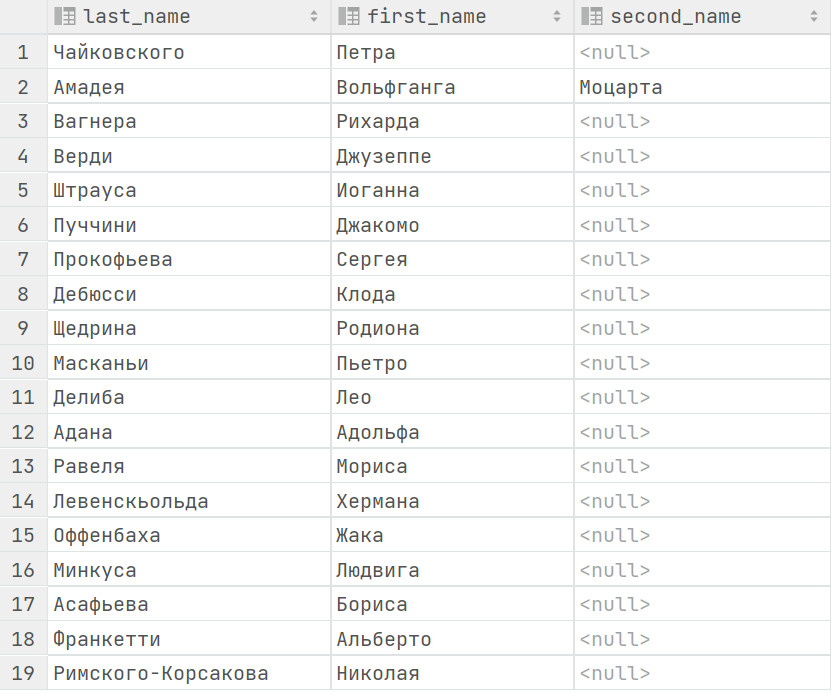 last_name first_name second_name
1 Чайковского Петра <null>
2 Амадея Вольфганга Моцарта
3 Вагнера Рихарда <null>
4 Верди Джузеппе <null>
5 Штрауса Иоганна <null>
6 Пуччини Джакомо <null>
7 Прокофьева Сергея <null>
8 Дебюсси Клода <null>
9 Щедрина Родиона <null>
10 Масканьи Пьетро <null>
11 Делиба Лео <null>
12 Адана Адольфа <null>
13 Равеля Мориса <null>
14 Левенскьольда Хермана <null>
15 Оффенбаха Жака <null>
16 Минкуса Людвига <null>
17 Асафьева Бориса <null>
18 Франкетти Альберто <null>
19 Римского-Корсакова Николая <null>